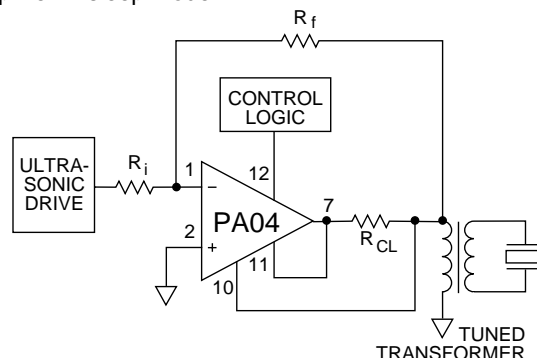 R f
CONTROL
LOGIC
ULTRA-
SONIC
DRIVE
R i
1
12
–
PA04
7
2
+
11
R CL
10
TUNED
TRANSFORMER